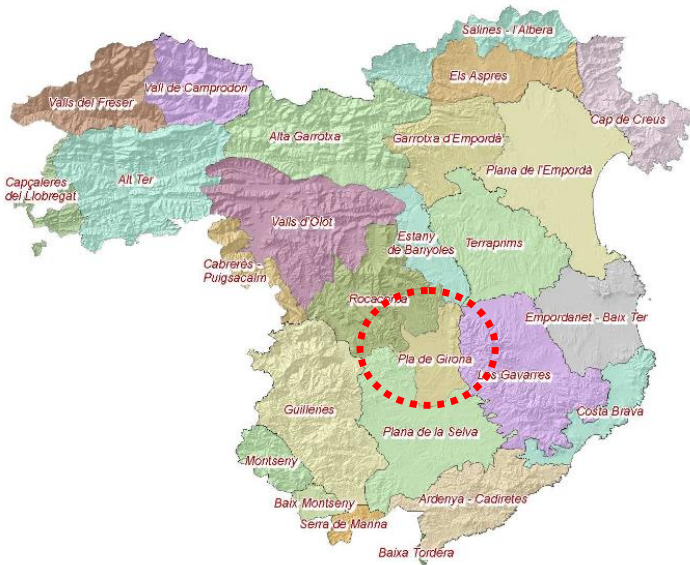 Salines - l'Albera
Els Aspres
Valls del Freser
Vall de Camprodon
Cap de Creus
Alta Garrotxa
Garrotxa d'Empordà
Plana de l'Empordà
Capçaleres
del Llobregat
Alt Ter
Valls d'Olot
Estany
de Banyoles
Terraprims
Cabrerès -
Puigsacalm
Rocacorba
Empordanet - Baix Ter
Pla de Girona
Les Gavarres
Guilleries
Costa Brava
Plana de la Selva
Montseny
Ardenya - Cadiretes
Baix Montseny
Serra de Marina
Baixa Tordera